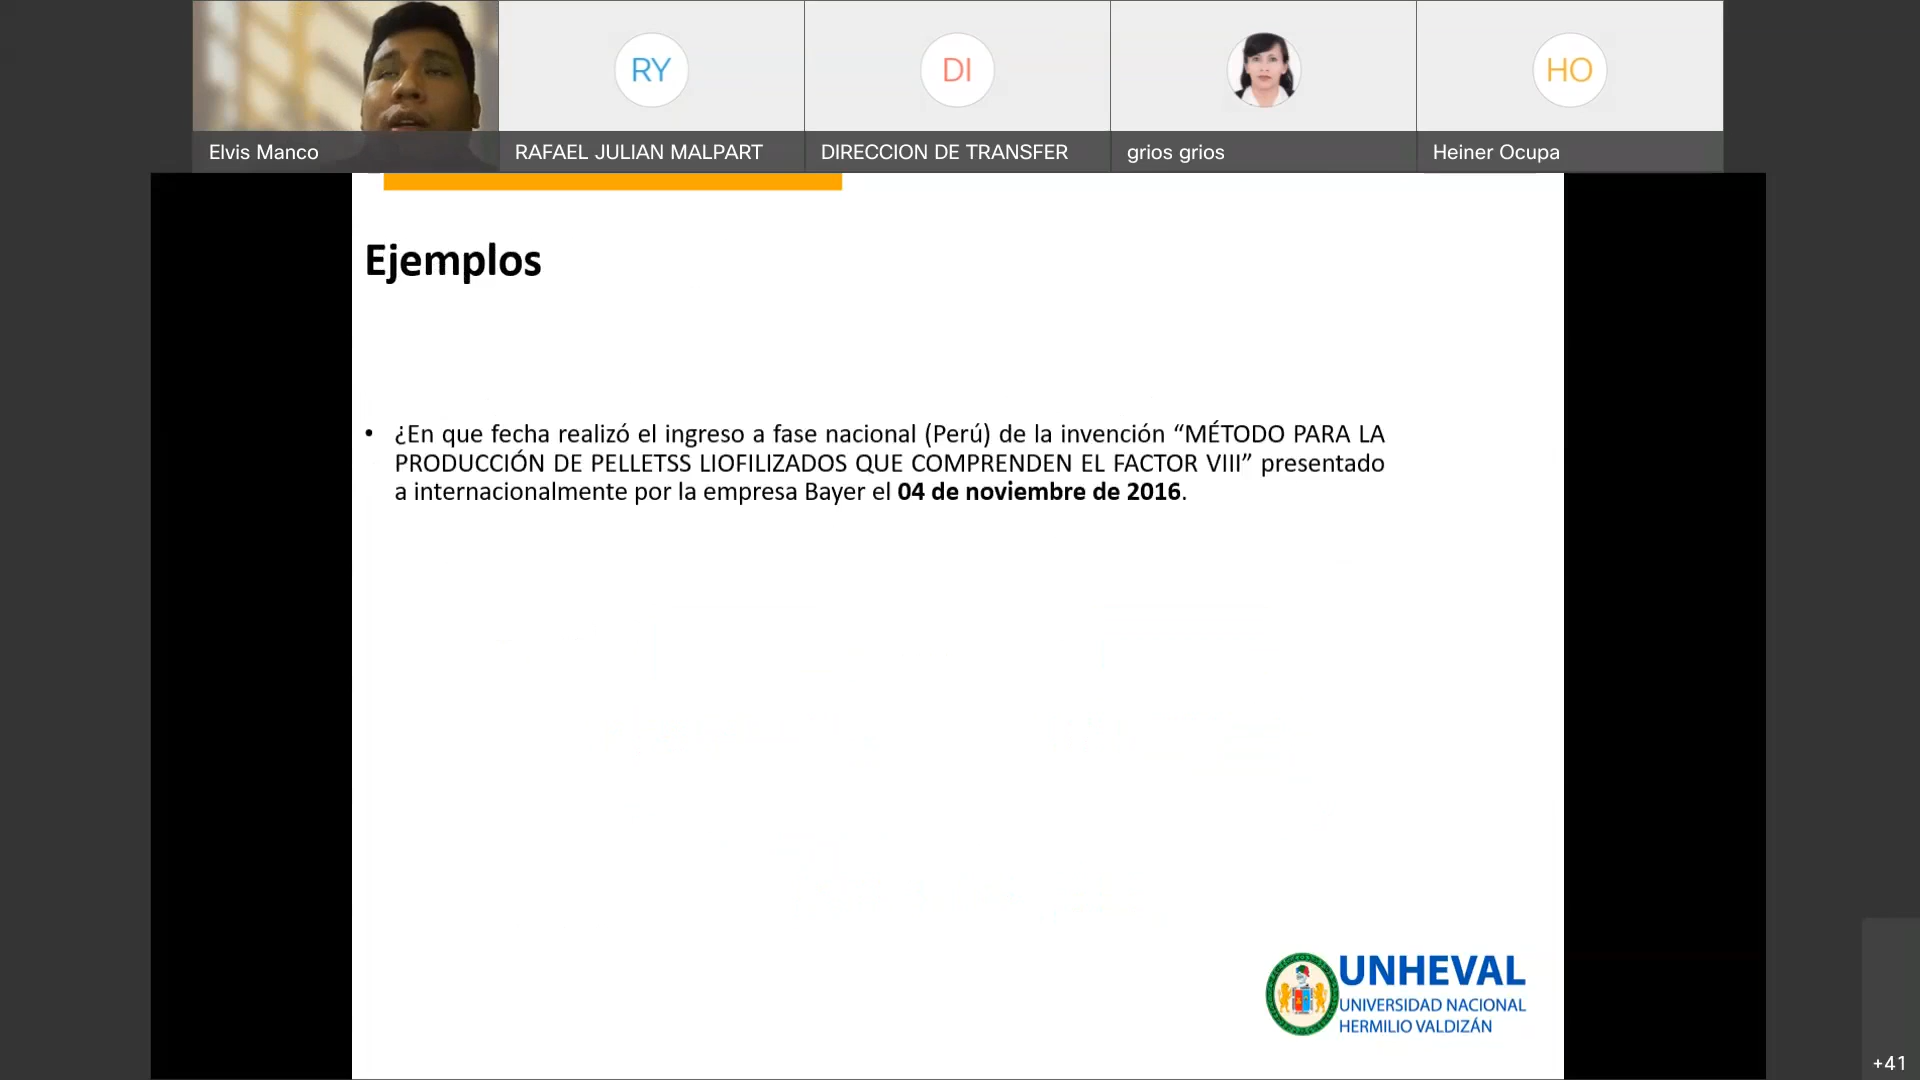 RY
DI
HO
Elvis Manco
RAFAEL JULIAN MALPART
DIRECCION DE TRANSFER
grios grios
Heiner Ocupa
Ejemplos
• ¿En que fecha realizó el ingreso a fase nacional (Perú) de la invención “MÉTODO PARA LA
PRODUCCIÓN DE PELLETSS LIOFILIZADOS QUE COMPRENDEN EL FACTOR VIII” presentado
a internacionalmente por la empresa Bayer el 04 de noviembre de 2016.
UNHEVAL
UNIVERSIDAD NACIONAL
HERMILIO VALDIZÁN
+41